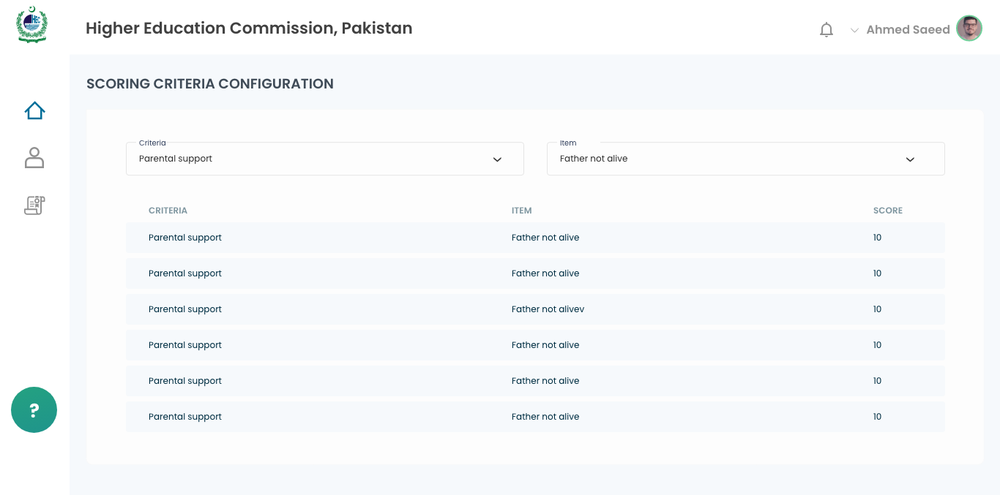 HEC
Higher Education Commission, Pakistan
Ahmed Saeed
SCORING CRITERIA CONFIGURATION
Criteria
Parental support
Item
Father not alive
CRITERIA ITEM SCORE
Parental support Father not alive 10
Parental support Father not alive 10
Parental support Father not alivev 10
Parental support Father not alive 10
Parental support Father not alive 10
Parental support Father not alive 10
?